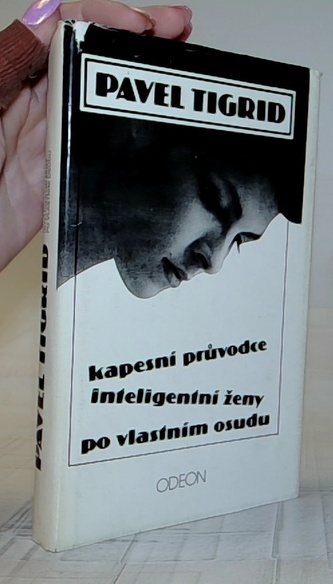 PAVEL TIGRID
kapesní průvodce
inteligentní ženy
po vlastním osudu
ODEON
PAVEL TIGRID